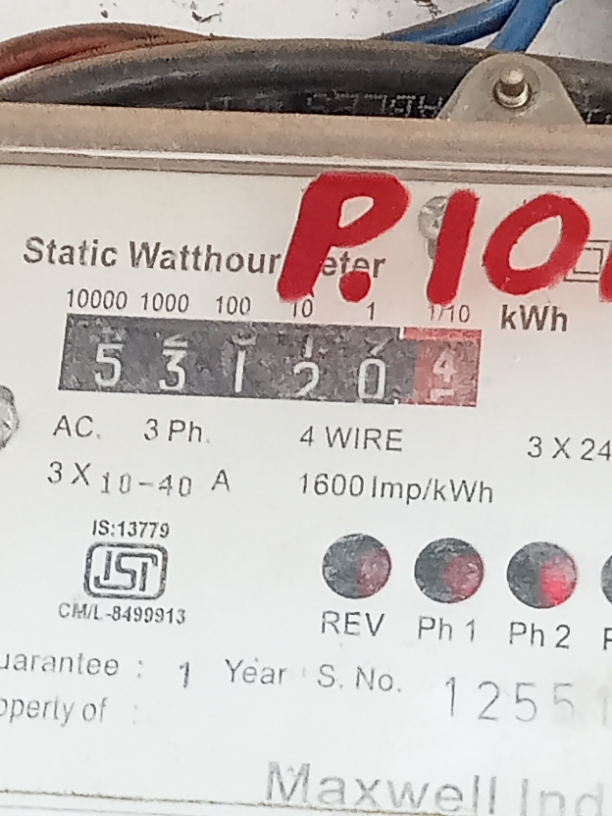 P.10
Static Watthour Meter
10000 1000 100 10 1 1/10 kWh
5 3 1 2 0 4
AC. 3 Ph. 4 WIRE 3 X 24
3 X 10-40 A 1600 Imp/kWh
IS:13779
ISI
CM/L-8499913
REV Ph 1 Ph 2 P
uarantee : 1 Year S. No. 1255
operty of :
Maxwell Ind